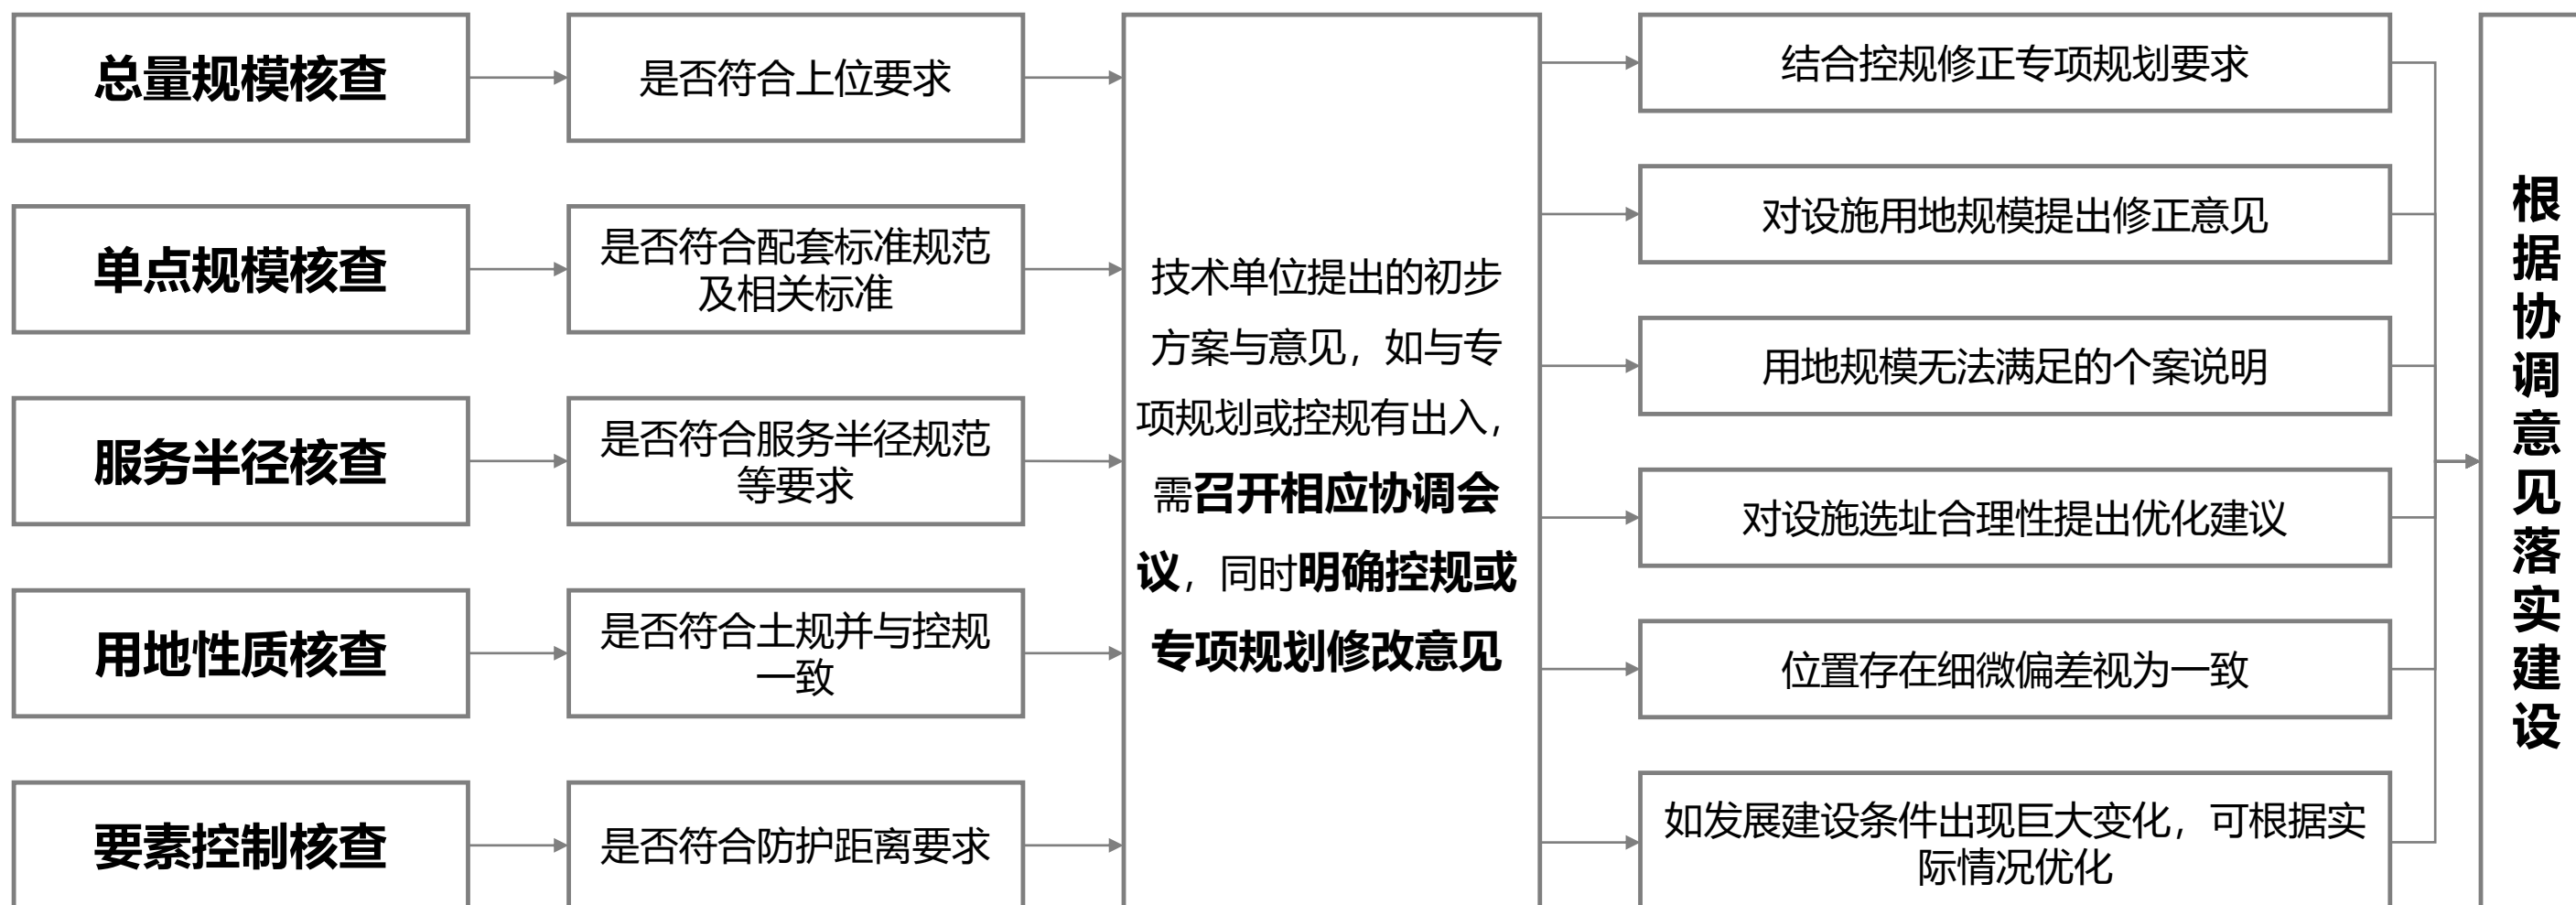 总量规模核查
是否符合上位要求
单点规模核查
是否符合配套标准规范
及相关标准
服务半径核查
是否符合服务半径规范
等要求
用地性质核查
是否符合土规并与控规
一致
要素控制核查
是否符合防护距离要求
技术单位提出的初步
方案与意见，如与专
项规划或控规有出入，
需召开相应协调会
议，同时明确控规或
专项规划修改意见
结合控规修正专项规划要求
对设施用地规模提出修正意见
用地规模无法满足的个案说明
对设施选址合理性提出优化建议
位置存在细微偏差视为一致
如发展建设条件出现巨大变化，可根据实
际情况优化
根据协调意见落实建设